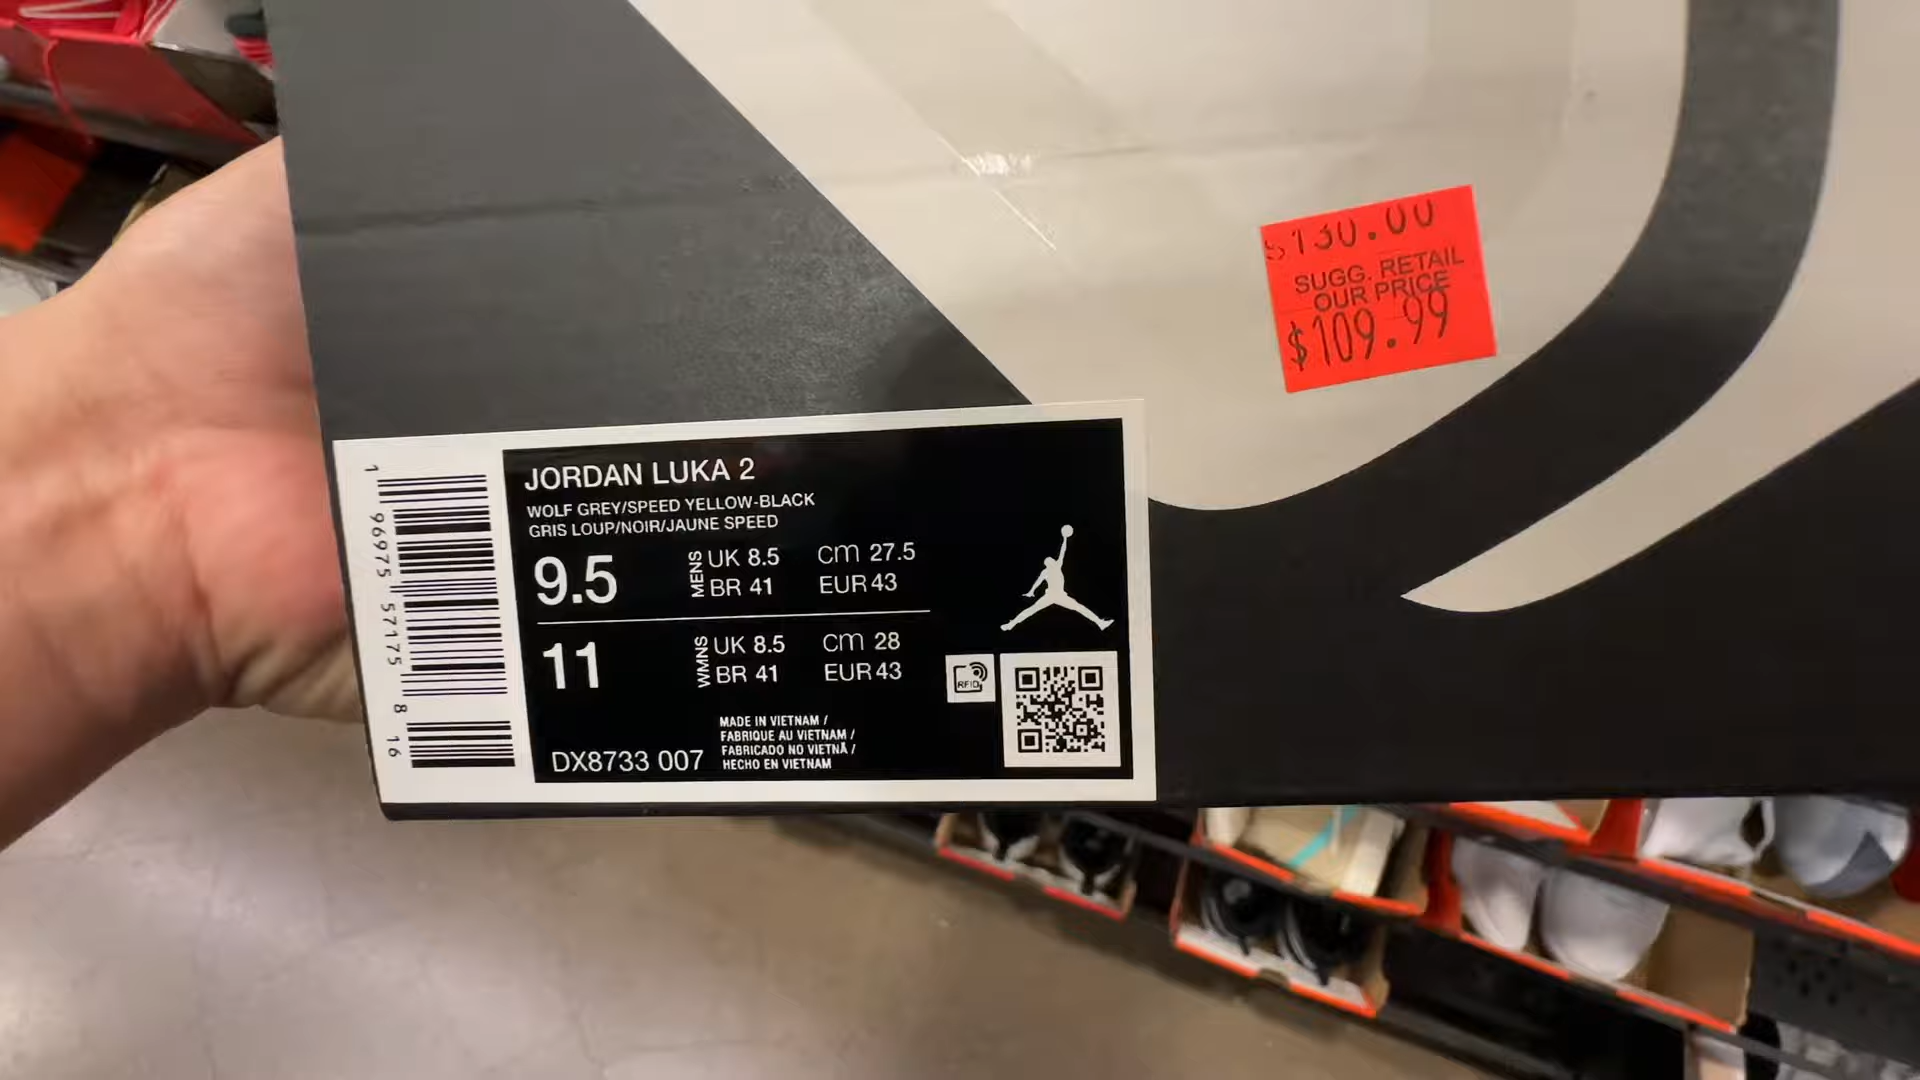 $130.00
SUGG. RETAIL
OUR PRICE
$109.99
JORDAN LUKA 2
WOLF GREY/SPEED YELLOW-BLACK
GRIS LOUP/NOIR/JAUNE SPEED
9.5 MENS UK 8.5 CM 27.5
BR 41 EUR 43
11 WMNS UK 8.5 CM 28
BR 41 EUR 43
MADE IN VIETNAM /
FABRIQUE AU VIETNAM /
FABRICADO NO VIETNÃ /
HECHO EN VIETNAM
DX8733 007
RFID
1 96975 57175 8 16